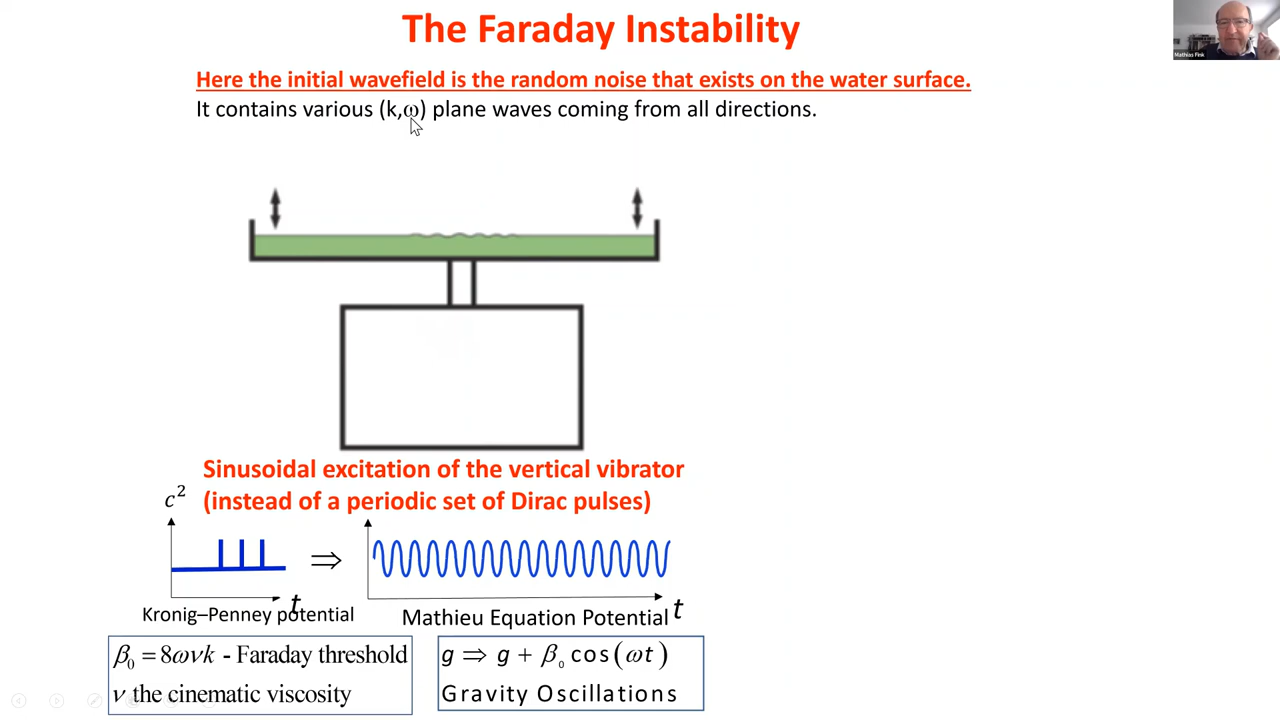 The Faraday Instability
Mathias Fink
Here the initial wavefield is the random noise that exists on the water surface.
It contains various (k,ω) plane waves coming from all directions.
Sinusoidal excitation of the vertical vibrator
(instead of a periodic set of Dirac pulses)
c²
⇒
t
Kronig–Penney potential
Mathieu Equation Potential
t
β₀ = 8ωνk - Faraday threshold
ν the cinematic viscosity
g ⇒ g + β₀ cos(ωt)
Gravity Oscillations